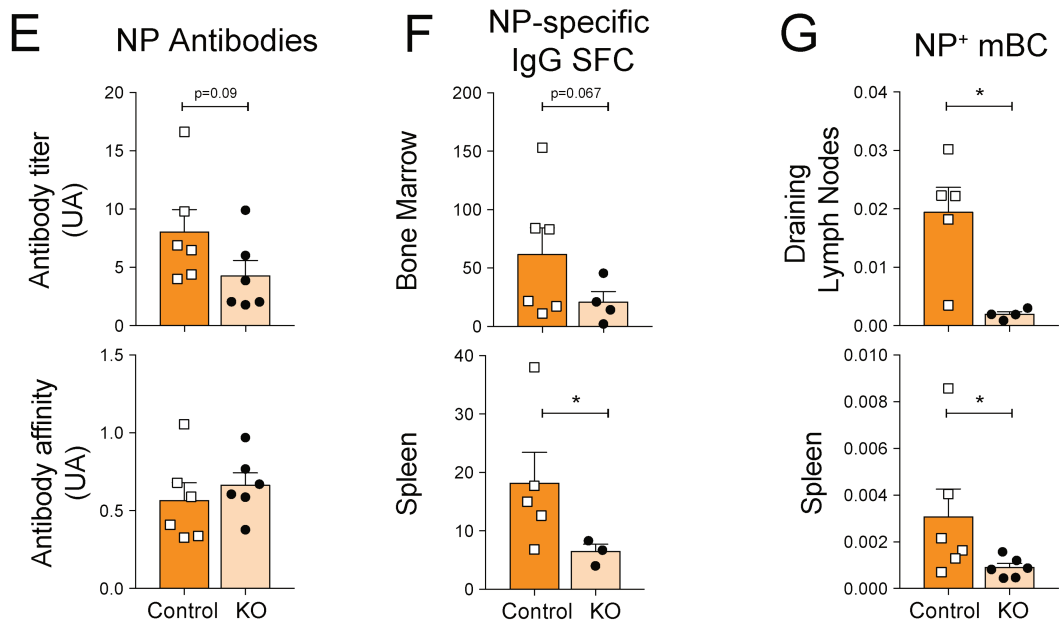 E
NP Antibodies
Antibody titer
(UA)
20
15
10
5
0
p=0.09
Antibody affinity
(UA)
1.5
1.0
0.5
0.0
Control
KO
F
NP-specific
IgG SFC
Bone Marrow
200
150
100
50
0
p=0.067
Spleen
40
30
20
10
0
*
Control
KO
G
NP+ mBC
Draining
Lymph Nodes
0.04
0.03
0.02
0.01
0.00
*
Spleen
0.010
0.008
0.006
0.004
0.002
0.000
*
Control
KO